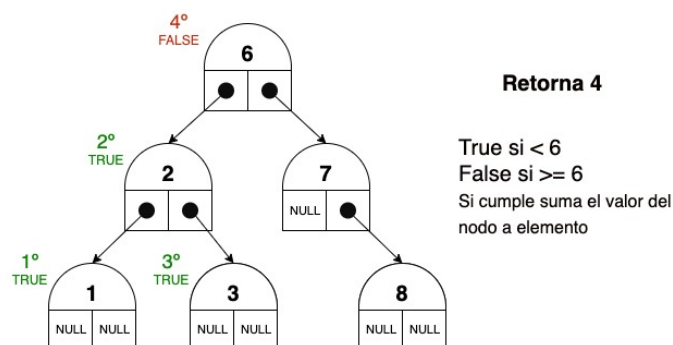 4º
FALSE
6
Retorna 4
2º
TRUE
2
7
NULL
True si < 6
False si >= 6
Si cumple suma el valor del
nodo a elemento
1º
TRUE
1
NULL NULL
3º
TRUE
3
NULL NULL
8
NULL NULL